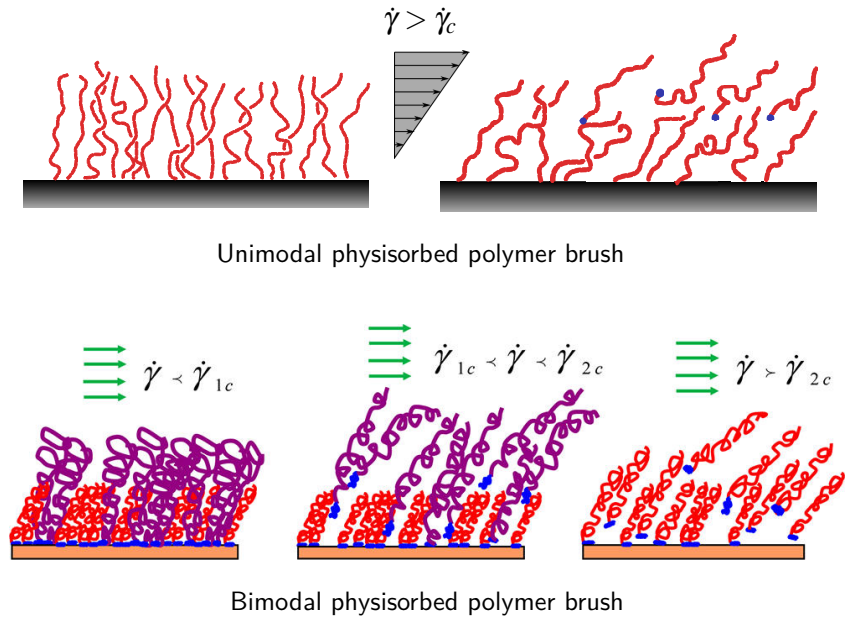 γ̇ > γ̇c
Unimodal physisorbed polymer brush
γ̇ ≺ γ̇1c
γ̇1c ≺ γ̇ ≺ γ̇2c
γ̇ ≻ γ̇2c
Bimodal physisorbed polymer brush